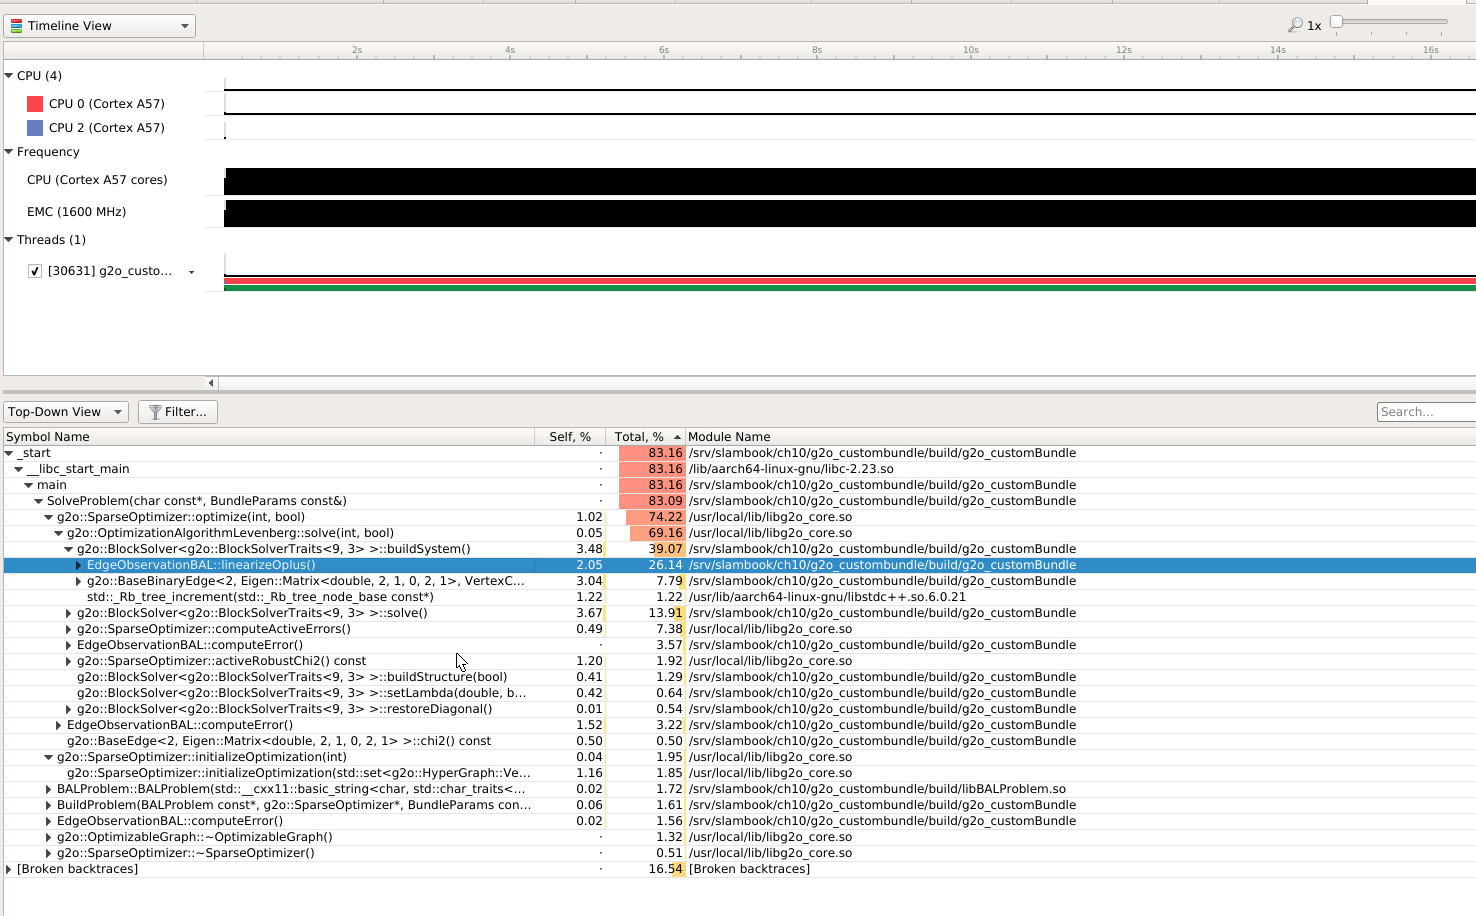 Timeline View 1x
2s 4s 6s 8s 10s 12s 14s 16s
CPU (4)
CPU 0 (Cortex A57)
CPU 2 (Cortex A57)
Frequency
CPU (Cortex A57 cores)
EMC (1600 MHz)
Threads (1)
[30631] g2o_custo...
Top-Down View Filter... Search...
Symbol Name Self, % Total, % Module Name
_start · 83.16 /srv/slambook/ch10/g2o_custombundle/build/g2o_customBundle
__libc_start_main · 83.16 /lib/aarch64-linux-gnu/libc-2.23.so
main · 83.16 /srv/slambook/ch10/g2o_custombundle/build/g2o_customBundle
SolveProblem(char const*, BundleParams const&) · 83.09 /srv/slambook/ch10/g2o_custombundle/build/g2o_customBundle
g2o::SparseOptimizer::optimize(int, bool) 1.02 74.22 /usr/local/lib/libg2o_core.so
g2o::OptimizationAlgorithmLevenberg::solve(int, bool) 0.05 69.16 /usr/local/lib/libg2o_core.so
g2o::BlockSolver<g2o::BlockSolverTraits<9, 3> >::buildSystem() 3.48 39.07 /srv/slambook/ch10/g2o_custombundle/build/g2o_customBundle
EdgeObservationBAL::linearizeOplus() 2.05 26.14 /srv/slambook/ch10/g2o_custombundle/build/g2o_customBundle
g2o::BaseBinaryEdge<2, Eigen::Matrix<double, 2, 1, 0, 2, 1>, VertexC... 3.04 7.79 /srv/slambook/ch10/g2o_custombundle/build/g2o_customBundle
std::_Rb_tree_increment(std::_Rb_tree_node_base const*) 1.22 1.22 /usr/lib/aarch64-linux-gnu/libstdc++.so.6.0.21
g2o::BlockSolver<g2o::BlockSolverTraits<9, 3> >::solve() 3.67 13.91 /srv/slambook/ch10/g2o_custombundle/build/g2o_customBundle
g2o::SparseOptimizer::computeActiveErrors() 0.49 7.38 /usr/local/lib/libg2o_core.so
EdgeObservationBAL::computeError() · 3.57 /srv/slambook/ch10/g2o_custombundle/build/g2o_customBundle
g2o::SparseOptimizer::activeRobustChi2() const 1.20 1.92 /usr/local/lib/libg2o_core.so
g2o::BlockSolver<g2o::BlockSolverTraits<9, 3> >::buildStructure(bool) 0.41 1.29 /srv/slambook/ch10/g2o_custombundle/build/g2o_customBundle
g2o::BlockSolver<g2o::BlockSolverTraits<9, 3> >::setLambda(double, b... 0.42 0.64 /srv/slambook/ch10/g2o_custombundle/build/g2o_customBundle
g2o::BlockSolver<g2o::BlockSolverTraits<9, 3> >::restoreDiagonal() 0.01 0.54 /srv/slambook/ch10/g2o_custombundle/build/g2o_customBundle
EdgeObservationBAL::computeError() 1.52 3.22 /srv/slambook/ch10/g2o_custombundle/build/g2o_customBundle
g2o::BaseEdge<2, Eigen::Matrix<double, 2, 1, 0, 2, 1> >::chi2() const 0.50 0.50 /srv/slambook/ch10/g2o_custombundle/build/g2o_customBundle
g2o::SparseOptimizer::initializeOptimization(int) 0.04 1.95 /usr/local/lib/libg2o_core.so
g2o::SparseOptimizer::initializeOptimization(std::set<g2o::HyperGraph::Ve... 1.16 1.85 /usr/local/lib/libg2o_core.so
BALProblem::BALProblem(std::__cxx11::basic_string<char, std::char_traits<... 0.02 1.72 /srv/slambook/ch10/g2o_custombundle/build/libBALProblem.so
BuildProblem(BALProblem const*, g2o::SparseOptimizer*, BundleParams con... 0.06 1.61 /srv/slambook/ch10/g2o_custombundle/build/g2o_customBundle
EdgeObservationBAL::computeError() 0.02 1.56 /srv/slambook/ch10/g2o_custombundle/build/g2o_customBundle
g2o::OptimizableGraph::~OptimizableGraph() · 1.32 /usr/local/lib/libg2o_core.so
g2o::SparseOptimizer::~SparseOptimizer() · 0.51 /usr/local/lib/libg2o_core.so
[Broken backtraces] · 16.54 [Broken backtraces]